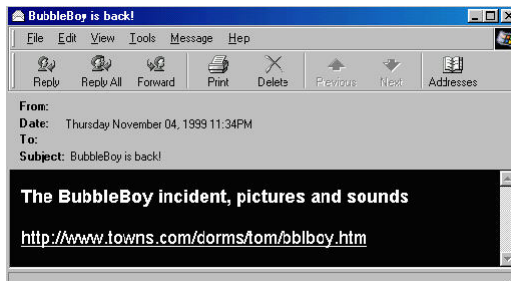 BubbleBoy is back!
File Edit View Tools Message Help
Reply Reply All Forward Print Delete Previous Next Addresses
From:
Date: Thursday November 04, 1999 11:34PM
To:
Subject: BubbleBoy is back!
The BubbleBoy incident, pictures and sounds
http://www.towns.com/dorms/tom/bblboy.htm